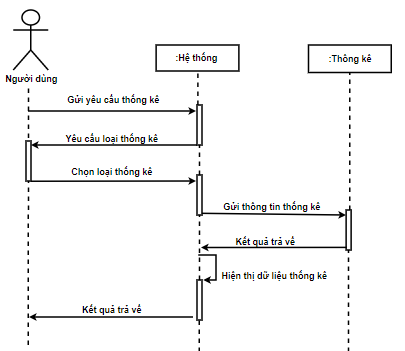 :Hệ thống
:Thống kê
Người dùng
Gửi yêu cầu thống kê
Yêu cầu loại thống kê
Chọn loại thống kê
Gửi thông tin thống kê
Kết quả trả về
Hiện thị dữ liệu thống kê
Kết quả trả về